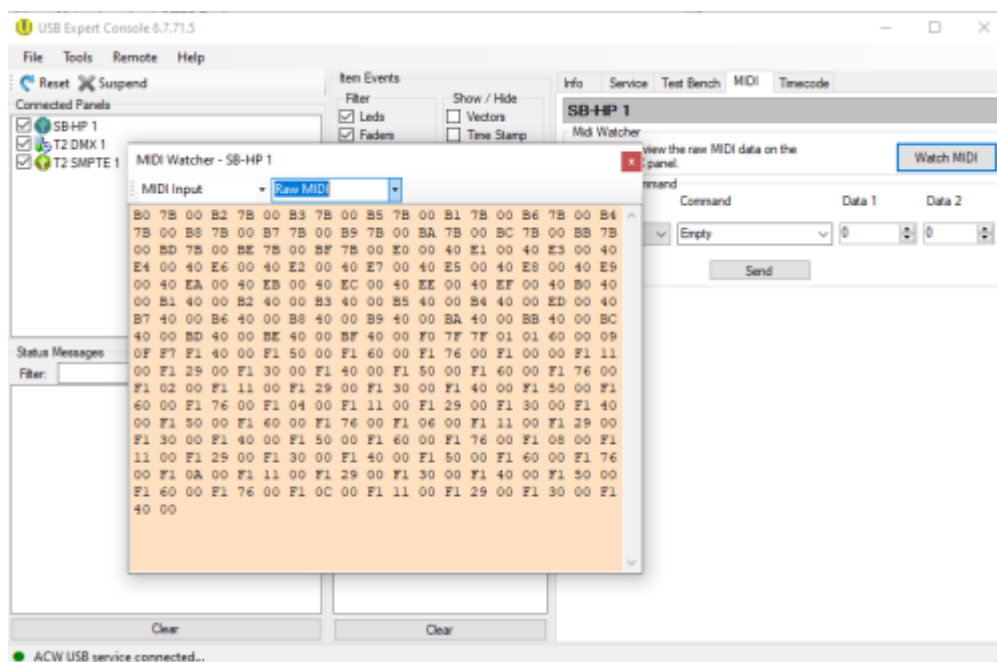 USB Expert Console 6.7.71.5
File Tools Remote Help
Reset Suspend
Connected Panels
SB-HP 1
T2 DMX 1
T2 SMPTE 1
Item Events
Filter
Leds
Faders
Show / Hide
Vectors
Time Stamp
Info Service Test Bench MIDI Timecode
SB-HP 1
Midi Watcher
view the raw MIDI data on the
panel.
Watch MIDI
mand
Command Data 1 Data 2
Empty 0 0
Send
MIDI Watcher - SB-HP 1
MIDI Input Raw MIDI
B0 7B 00 B2 7B 00 B3 7B 00 B5 7B 00 B1 7B 00 B6 7B 00 B4
7B 00 B8 7B 00 B7 7B 00 B9 7B 00 BA 7B 00 BC 7B 00 BB 7B
00 BD 7B 00 BE 7B 00 BF 7B 00 E0 00 40 E1 00 40 E3 00 40
E4 00 40 E6 00 40 E2 00 40 E7 00 40 E5 00 40 E8 00 40 E9
00 40 EA 00 40 EB 00 40 EC 00 40 EE 00 40 EF 00 40 B0 40
00 B1 40 00 B2 40 00 B3 40 00 B5 40 00 B4 40 00 ED 00 40
B7 40 00 B6 40 00 B8 40 00 B9 40 00 BA 40 00 BB 40 00 BC
40 00 BD 40 00 BE 40 00 BF 40 00 F0 7F 7F 01 01 60 00 09
0F F7 F1 40 00 F1 50 00 F1 60 00 F1 76 00 F1 00 00 F1 11
00 F1 29 00 F1 30 00 F1 40 00 F1 50 00 F1 60 00 F1 76 00
F1 02 00 F1 11 00 F1 29 00 F1 30 00 F1 40 00 F1 50 00 F1
60 00 F1 76 00 F1 04 00 F1 11 00 F1 29 00 F1 30 00 F1 40
00 F1 50 00 F1 60 00 F1 76 00 F1 06 00 F1 11 00 F1 29 00
F1 30 00 F1 40 00 F1 50 00 F1 60 00 F1 76 00 F1 08 00 F1
11 00 F1 29 00 F1 30 00 F1 40 00 F1 50 00 F1 60 00 F1 76
00 F1 0A 00 F1 11 00 F1 29 00 F1 30 00 F1 40 00 F1 50 00
F1 60 00 F1 76 00 F1 0C 00 F1 11 00 F1 29 00 F1 30 00 F1
40 00
Status Messages
Filter:
Clear
Clear
ACW USB service connected...